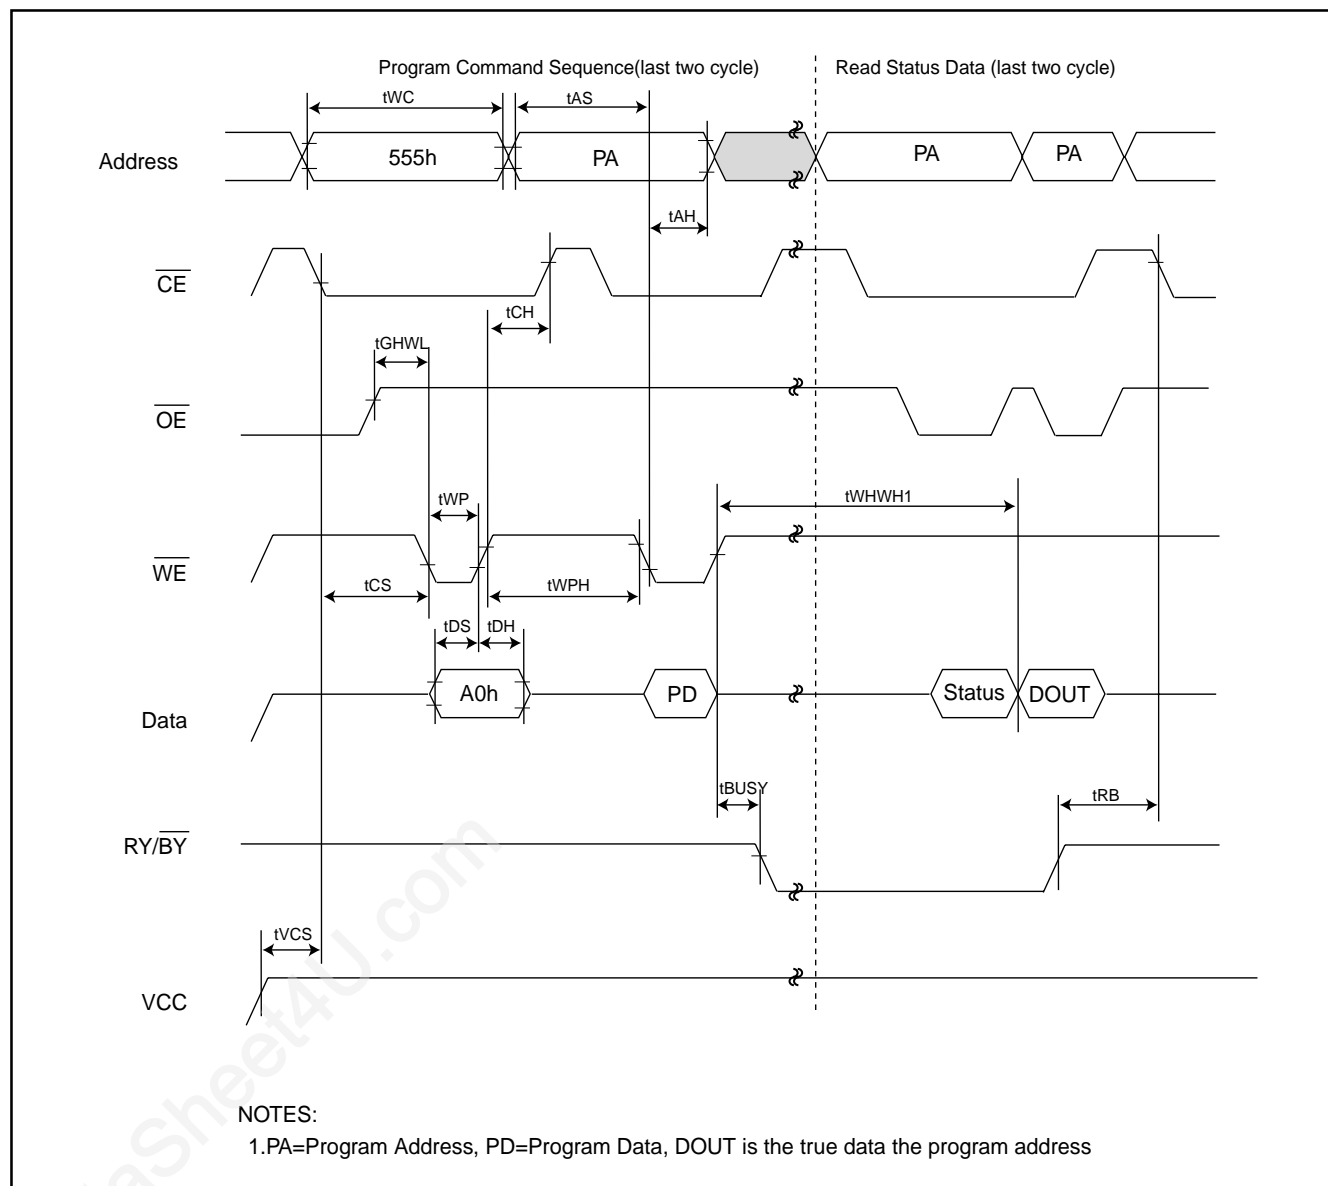 Program Command Sequence(last two cycle)
Read Status Data (last two cycle)
tWC
tAS
Address
555h
PA
PA
PA
tAH
CE
tCH
tGHWL
OE
tWP
tWHWH1
WE
tCS
tWPH
tDS
tDH
A0h
PD
Status
DOUT
Data
tBUSY
tRB
RY/BY
tVCS
VCC
NOTES:
1.PA=Program Address, PD=Program Data, DOUT is the true data the program address
aSheet4U.com